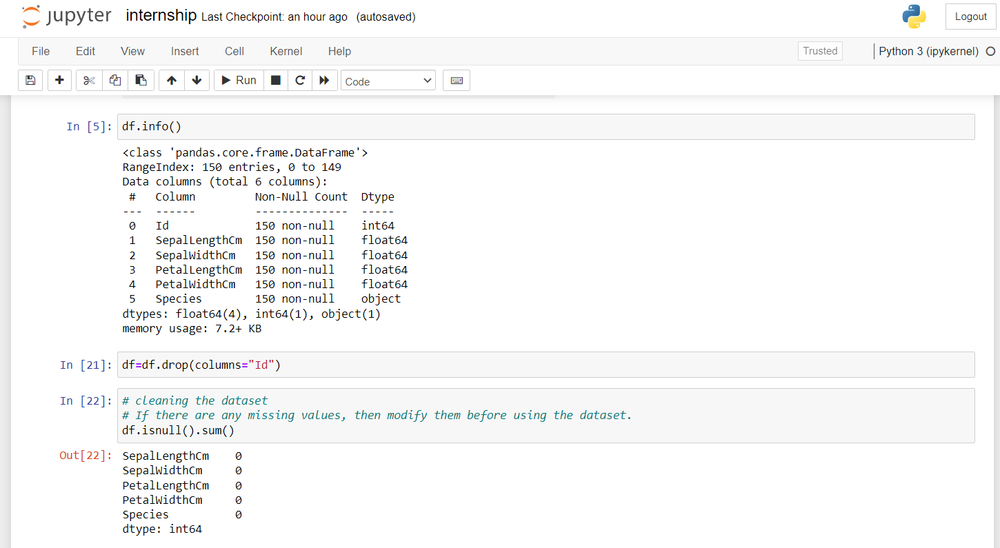 jupyter internship Last Checkpoint: an hour ago (autosaved) Logout
File Edit View Insert Cell Kernel Help Trusted Python 3 (ipykernel)
Run Code
In [5]: df.info()
<class 'pandas.core.frame.DataFrame'>
RangeIndex: 150 entries, 0 to 149
Data columns (total 6 columns):
 #   Column         Non-Null Count  Dtype
---  ------         --------------  -----
 0   Id             150 non-null    int64
 1   SepalLengthCm  150 non-null    float64
 2   SepalWidthCm   150 non-null    float64
 3   PetalLengthCm  150 non-null    float64
 4   PetalWidthCm   150 non-null    float64
 5   Species        150 non-null    object
dtypes: float64(4), int64(1), object(1)
memory usage: 7.2+ KB
In [21]: df=df.drop(columns="Id")
In [22]: # cleaning the dataset
# If there are any missing values, then modify them before using the dataset.
df.isnull().sum()
Out[22]: SepalLengthCm    0
SepalWidthCm     0
PetalLengthCm    0
PetalWidthCm     0
Species          0
dtype: int64